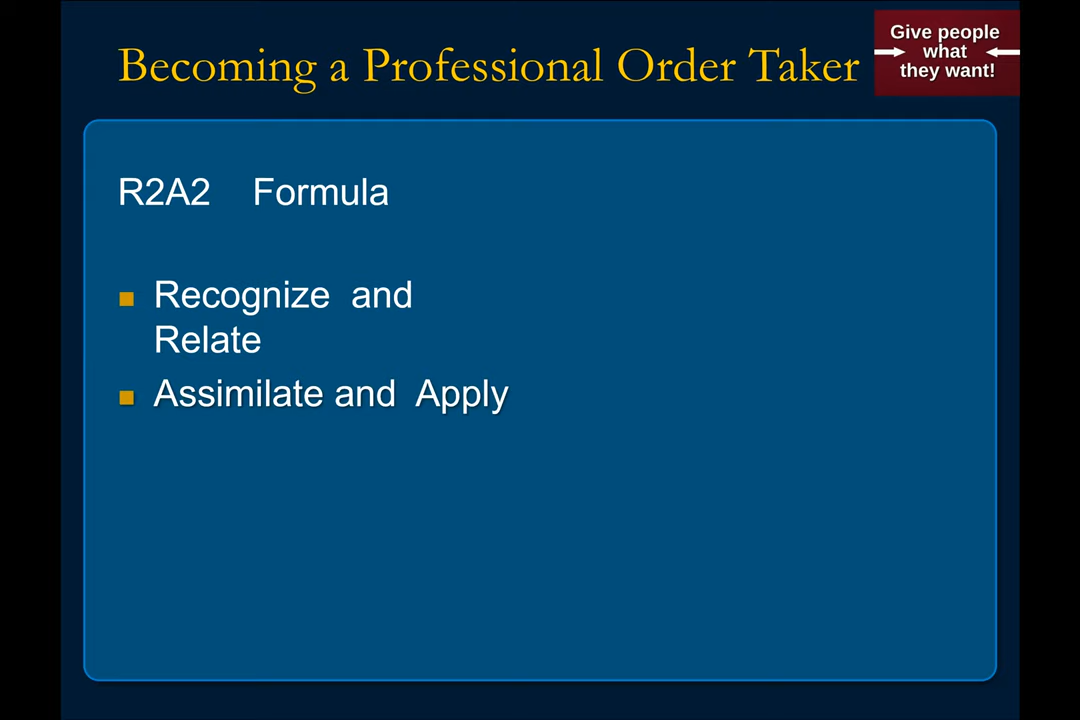 Becoming a Professional Order Taker
Give people
what
they want!
R2A2 Formula
Recognize and
Relate
Assimilate and Apply